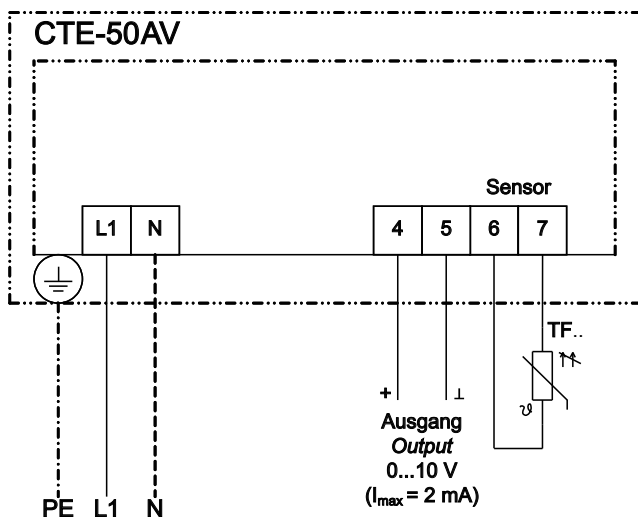 CTE-50AV
Sensor
L1 N 4 5 6 7
TF..
+ ⊥
ϑ
Ausgang
Output
0...10 V
(Imax = 2 mA)
PE L1 N